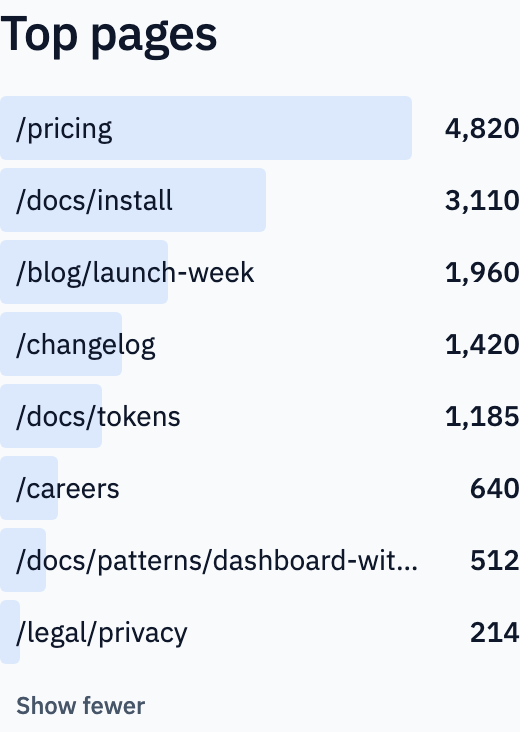 Top pages
/pricing 4,820
/docs/install 3,110
/blog/launch-week 1,960
/changelog 1,420
/docs/tokens 1,185
/careers 640
/docs/patterns/dashboard-wit... 512
/legal/privacy 214
Show fewer